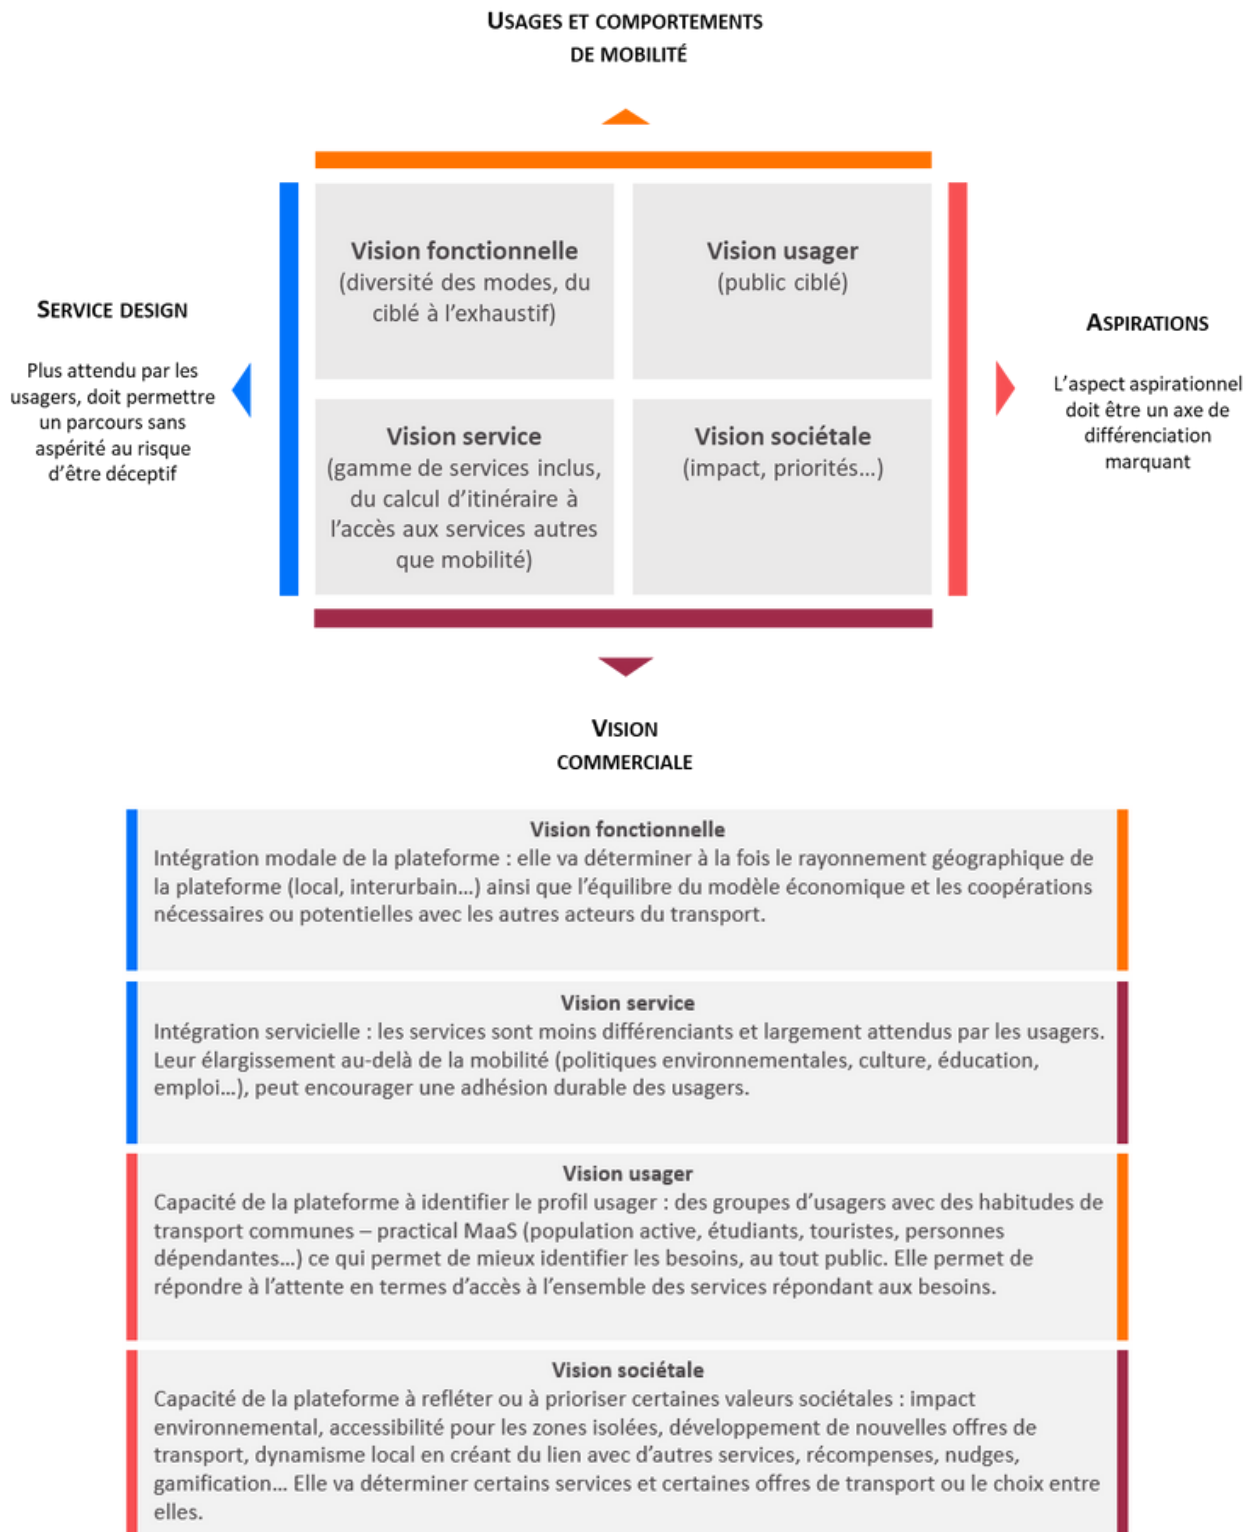 USAGES ET COMPORTEMENTS
DE MOBILITÉ
Vision fonctionnelle
(diversité des modes, du
ciblé à l’exhaustif)
Vision usager
(public ciblé)
SERVICE DESIGN
Plus attendu par les
usagers, doit permettre
un parcours sans
aspérité au risque
d’être déceptif
ASPIRATIONS
L’aspect aspirationnel
doit être un axe de
différenciation
marquant
Vision service
(gamme de services inclus,
du calcul d’itinéraire à
l’accès aux services autres
que mobilité)
Vision sociétale
(impact, priorités…)
VISION
COMMERCIALE
Vision fonctionnelle
Intégration modale de la plateforme : elle va déterminer à la fois le rayonnement géographique de
la plateforme (local, interurbain…) ainsi que l’équilibre du modèle économique et les coopérations
nécessaires ou potentielles avec les autres acteurs du transport.
Vision service
Intégration servicielle : les services sont moins différenciants et largement attendus par les usagers.
Leur élargissement au-delà de la mobilité (politiques environnementales, culture, éducation,
emploi…), peut encourager une adhésion durable des usagers.
Vision usager
Capacité de la plateforme à identifier le profil usager : des groupes d’usagers avec des habitudes de
transport communes – practical MaaS (population active, étudiants, touristes, personnes
dépendantes…) ce qui permet de mieux identifier les besoins, au tout public. Elle permet de
répondre à l’attente en termes d’accès à l’ensemble des services répondant aux besoins.
Vision sociétale
Capacité de la plateforme à refléter ou à prioriser certaines valeurs sociétales : impact
environnemental, accessibilité pour les zones isolées, développement de nouvelles offres de
transport, dynamisme local en créant du lien avec d’autres services, récompenses, nudges,
gamification… Elle va déterminer certains services et certaines offres de transport ou le choix entre
elles.